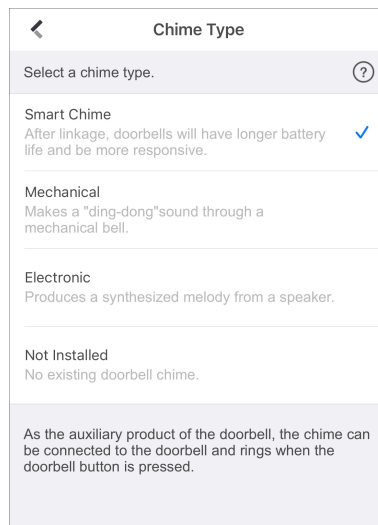 Chime Type
Select a chime type.
?
Smart Chime
After linkage, doorbells will have longer battery
life and be more responsive.
Mechanical
Makes a "ding-dong"sound through a
mechanical bell.
Electronic
Produces a synthesized melody from a speaker.
Not Installed
No existing doorbell chime.
As the auxiliary product of the doorbell, the chime can
be connected to the doorbell and rings when the
doorbell button is pressed.